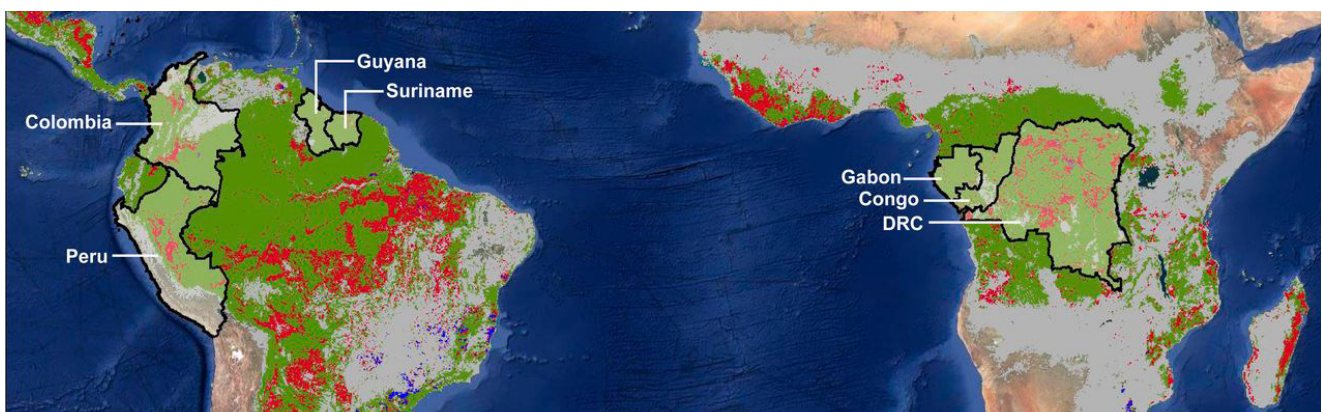 Guyana
Suriname
Colombia
Peru
Gabon
Congo
DRC